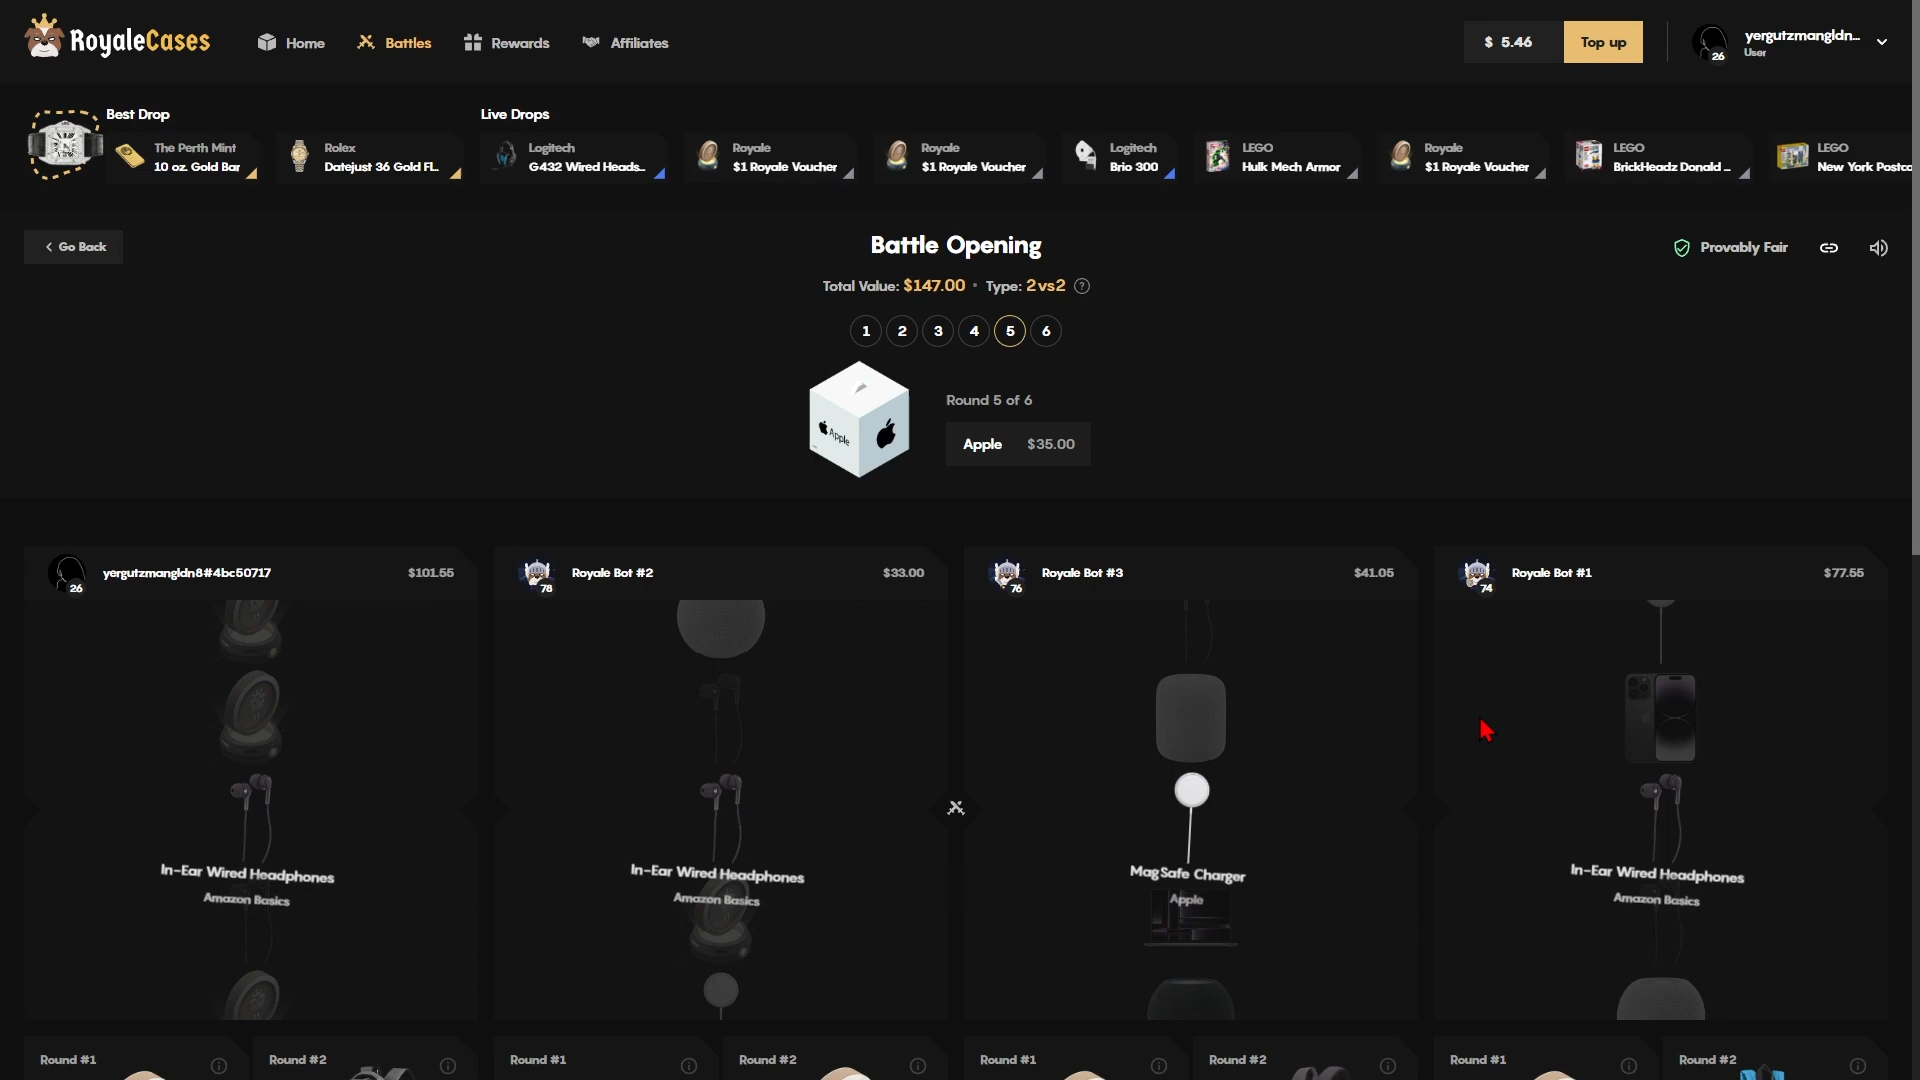 RoyaleCases
Home
Battles
Rewards
Affiliates
$ 5.46
Top up
26
yergutzmangldn...
User
Best Drop
The Perth Mint
10 oz. Gold Bar
Rolex
Datejust 36 Gold Fl...
Live Drops
Logitech
G432 Wired Heads...
Royale
$1 Royale Voucher
Royale
$1 Royale Voucher
Logitech
Brio 300
LEGO
Hulk Mech Armor
Royale
$1 Royale Voucher
LEGO
BrickHeadz Donald ...
LEGO
New York Postca
Go Back
Battle Opening
Provably Fair
Total Value: $147.00 • Type: 2vs2 ?
1 2 3 4 5 6
Apple
Round 5 of 6
Apple $35.00
26 yergutzmangldn8#4bc50717 $101.55
78 Royale Bot #2 $33.00
76 Royale Bot #3 $41.05
74 Royale Bot #1 $77.55
In-Ear Wired Headphones
Amazon Basics
In-Ear Wired Headphones
Amazon Basics
MagSafe Charger
Apple
In-Ear Wired Headphones
Amazon Basics
Round #1
Round #2
Round #1
Round #2
Round #1
Round #2
Round #1
Round #2